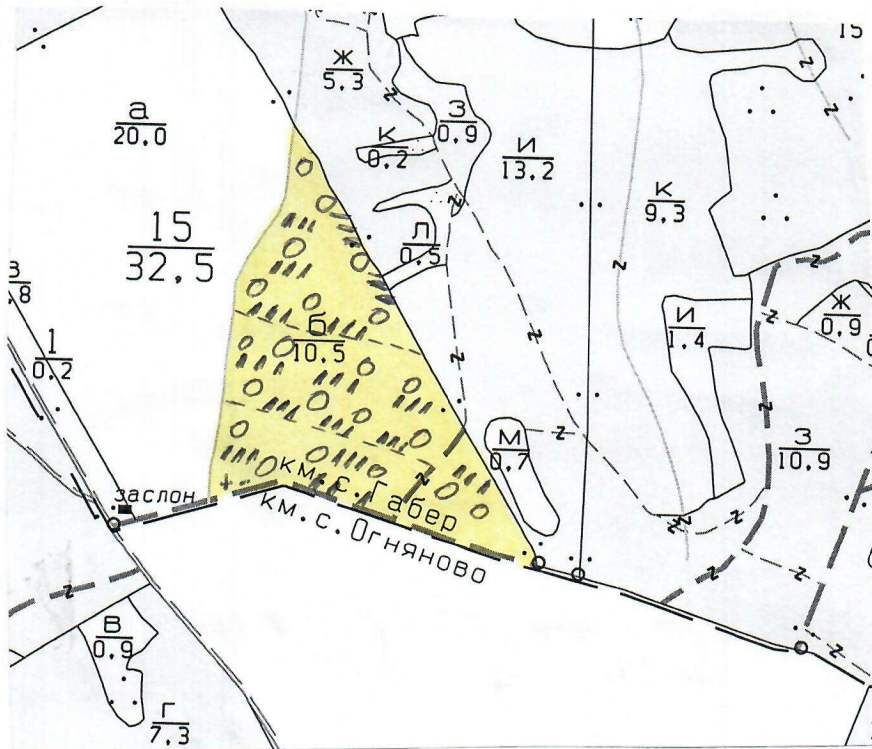 15
Ж
5,3
З
0,9
а
20,0
К
0,2
И
13,2
К
9,3
15
32,5
Л
0,5
З
8
Ж
0,9
Б
10,5
И
1,4
1
0,2
М
0,7
З
10,9
заслон
км. с. Габер
км. с. Огняново
В
0,9
Г
7,3